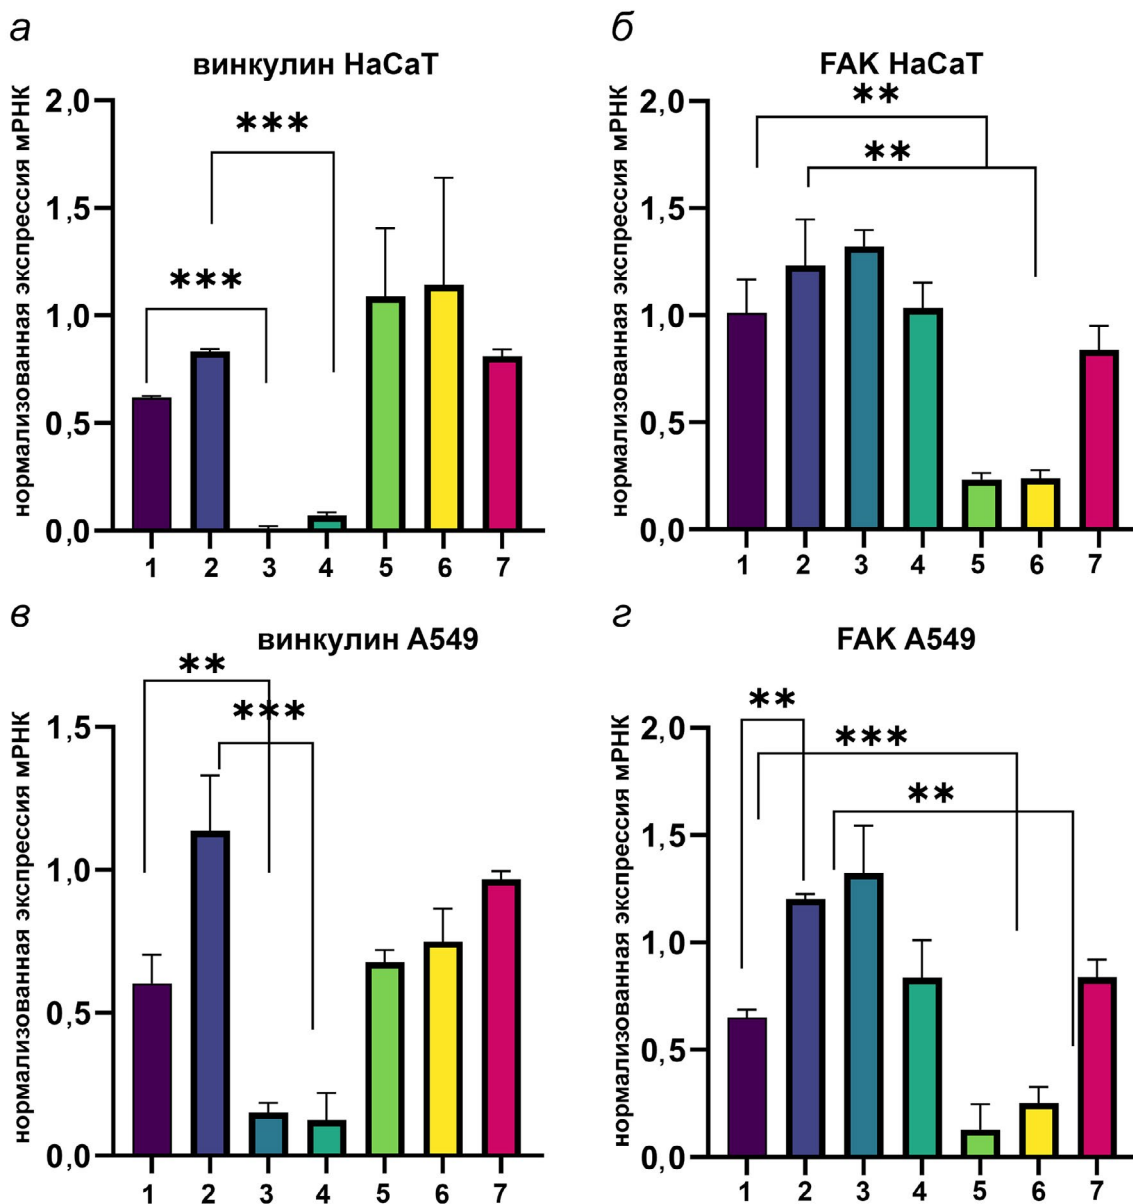 а
винкулин HaCaT
нормализованная экспрессия мРНК
2,0
1,5
1,0
0,5
0,0
***
***
1 2 3 4 5 6 7
б
FAK HaCaT
нормализованная экспрессия мРНК
2,0
1,5
1,0
0,5
0,0
**
**
1 2 3 4 5 6 7
в
винкулин A549
нормализованная экспрессия мРНК
1,5
1,0
0,5
0,0
**
***
1 2 3 4 5 6 7
г
FAK A549
нормализованная экспрессия мРНК
2,0
1,5
1,0
0,5
0,0
**
***
**
1 2 3 4 5 6 7